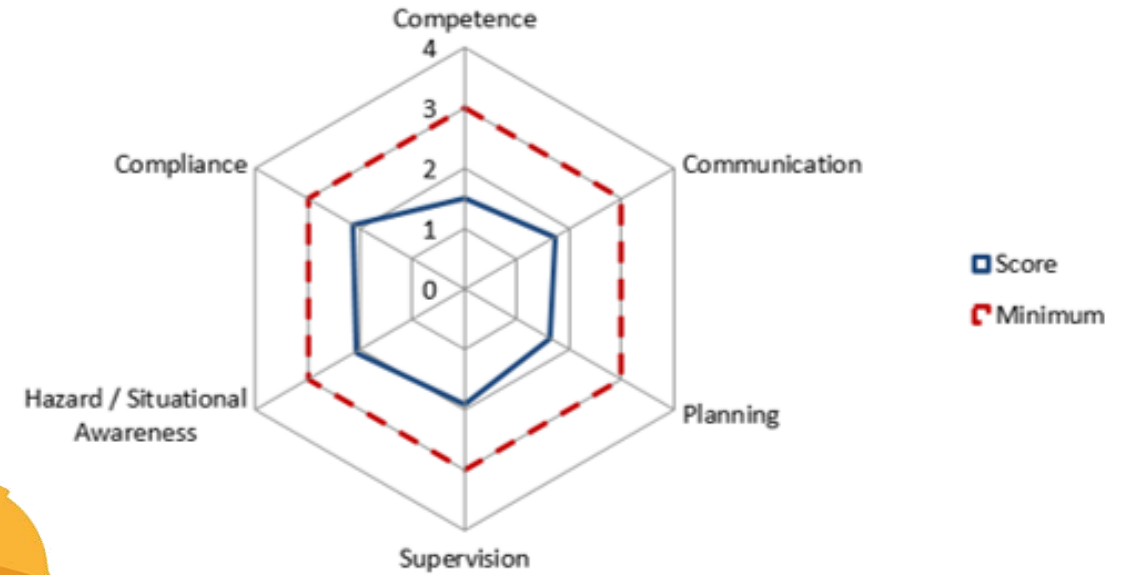 Competence
4
3
2
1
0
Compliance
Communication
Score
Minimum
Hazard / Situational
Awareness
Planning
Supervision